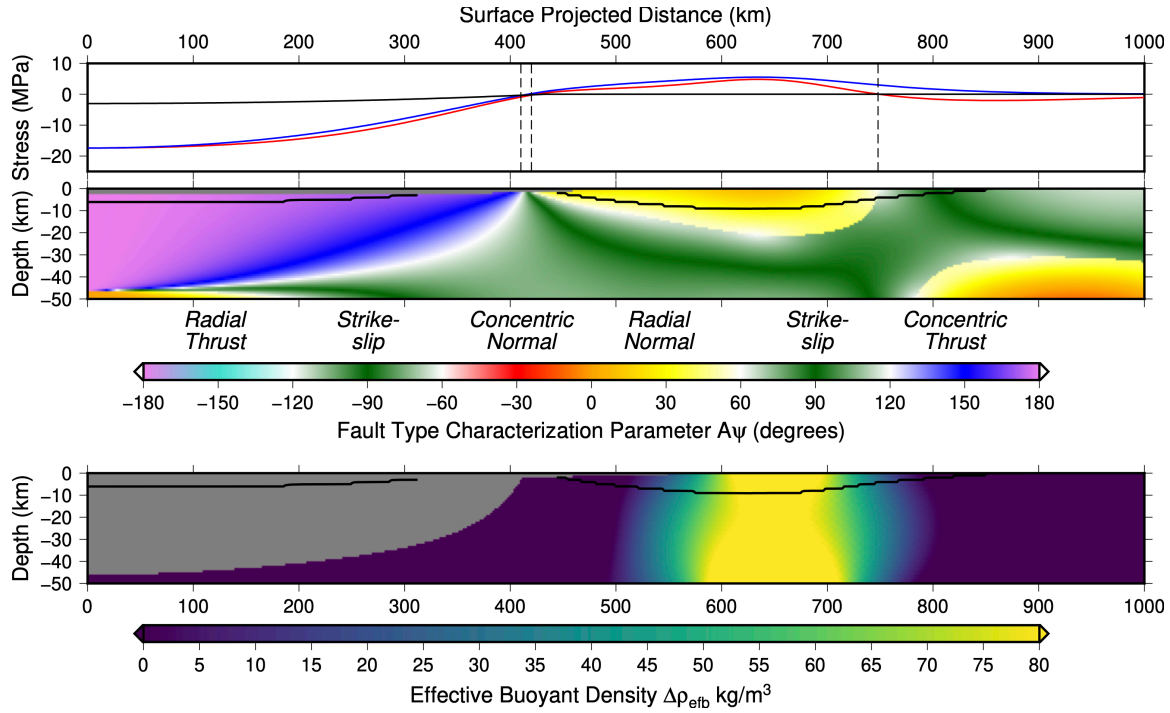 Surface Projected Distance (km)
0 100 200 300 400 500 600 700 800 900 1000
Stress (MPa)
10
0
−10
−20
Depth (km)
0
−10
−20
−30
−40
−50
Radial Thrust
Strike-slip
Concentric Normal
Radial Normal
Strike-slip
Concentric Thrust
−180 −150 −120 −90 −60 −30 0 30 60 90 120 150 180
Fault Type Characterization Parameter Aψ (degrees)
Depth (km)
0
−10
−20
−30
−40
−50
0 100 200 300 400 500 600 700 800 900 1000
0 5 10 15 20 25 30 35 40 45 50 55 60 65 70 75 80
Effective Buoyant Density Δρefb kg/m³